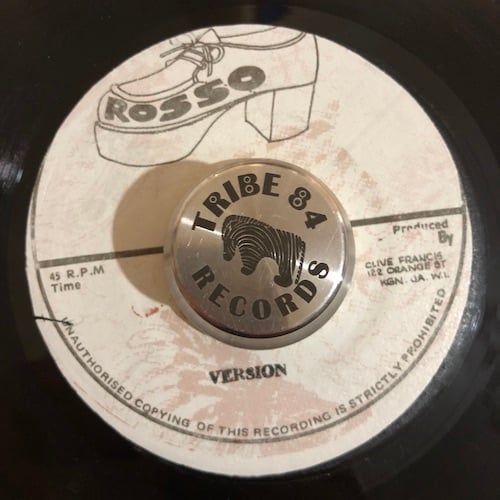 ROSSO
TRIBE 84
RECORDS
45 R.P.M
Time
Produced
By
CLIVE FRANCIS
122 ORANGE ST
KGN. JA. W.I.
VERSION
UNAUTHORISED COPYING OF THIS RECORDING IS STRICTLY PROHIBITED